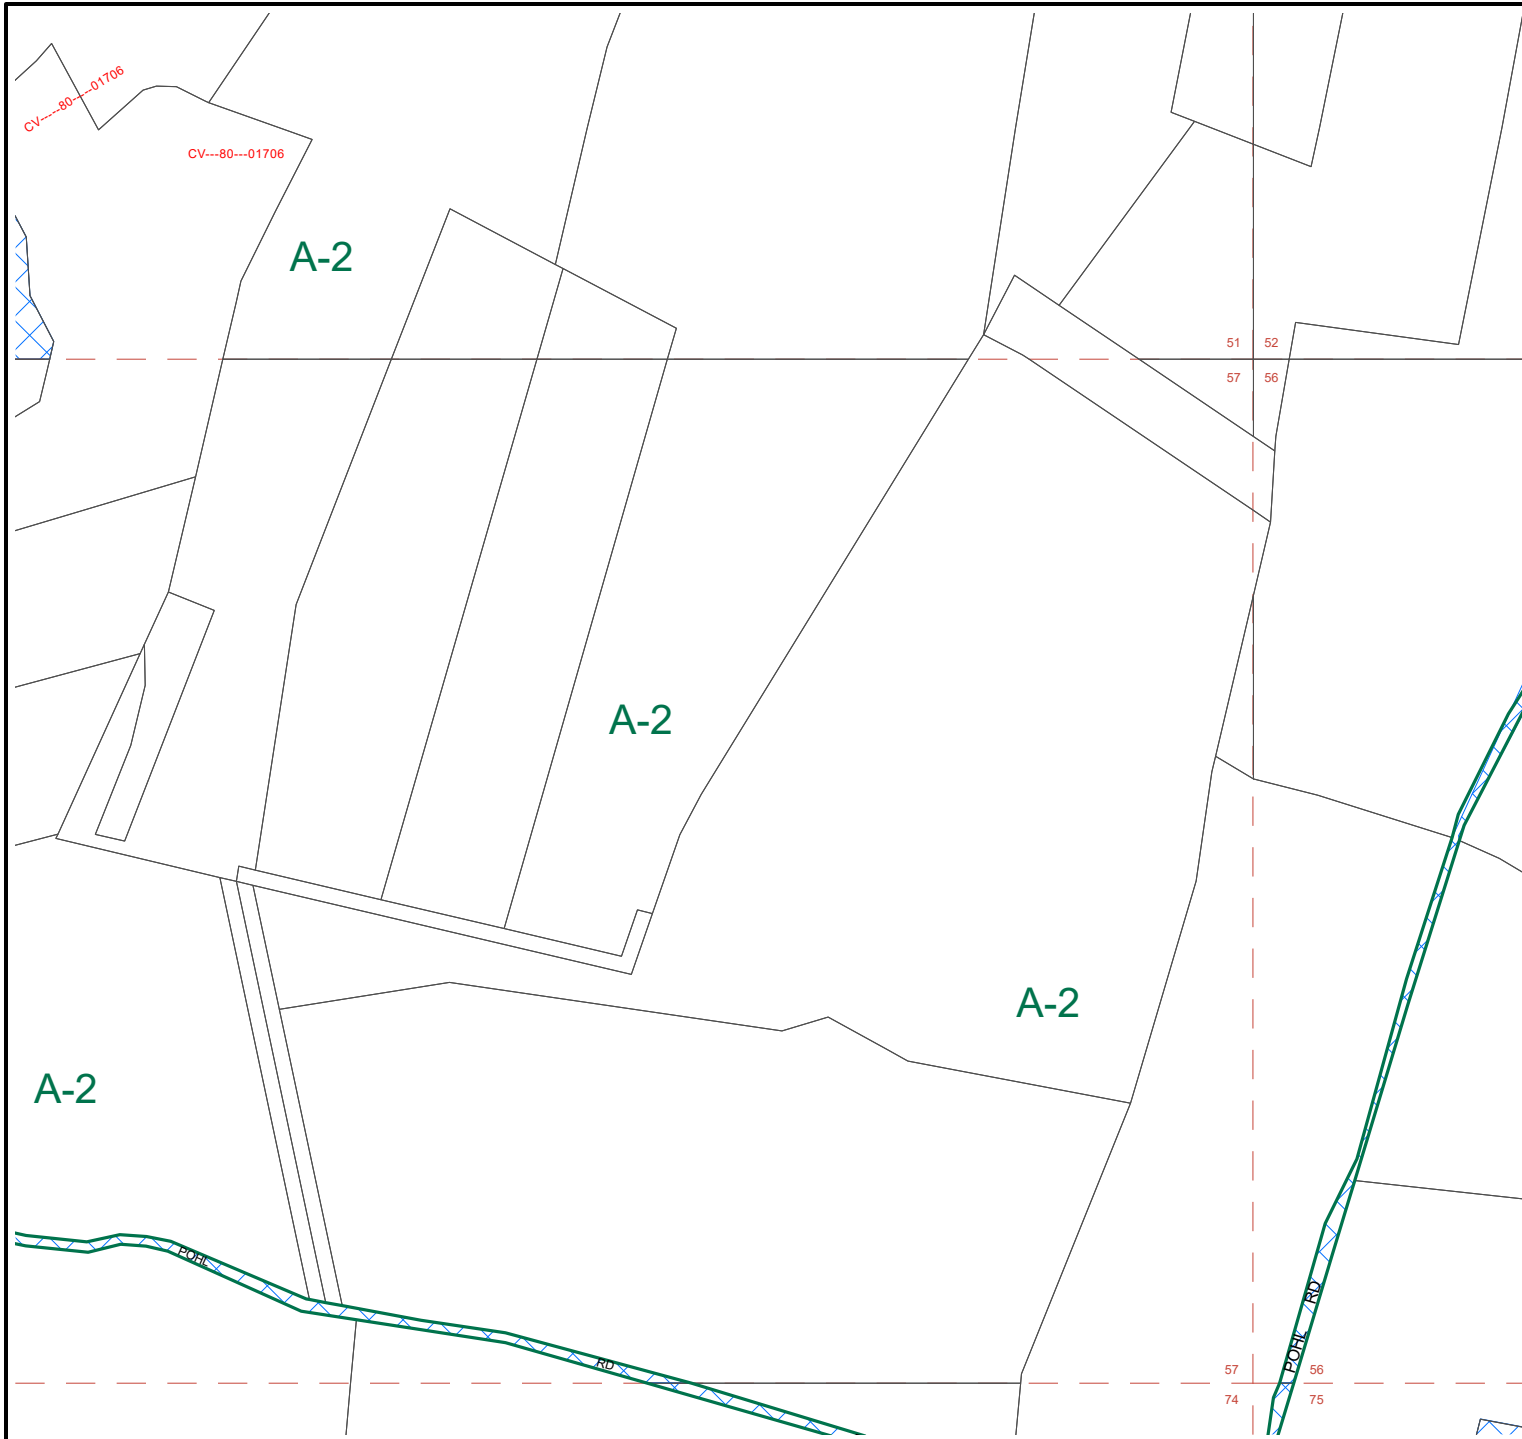 CV-----80-----01706
CV---80---01706
A-2
51 52
57 56
A-2
A-2
A-2
POHL
RD
POHL RD
57 56
74 75